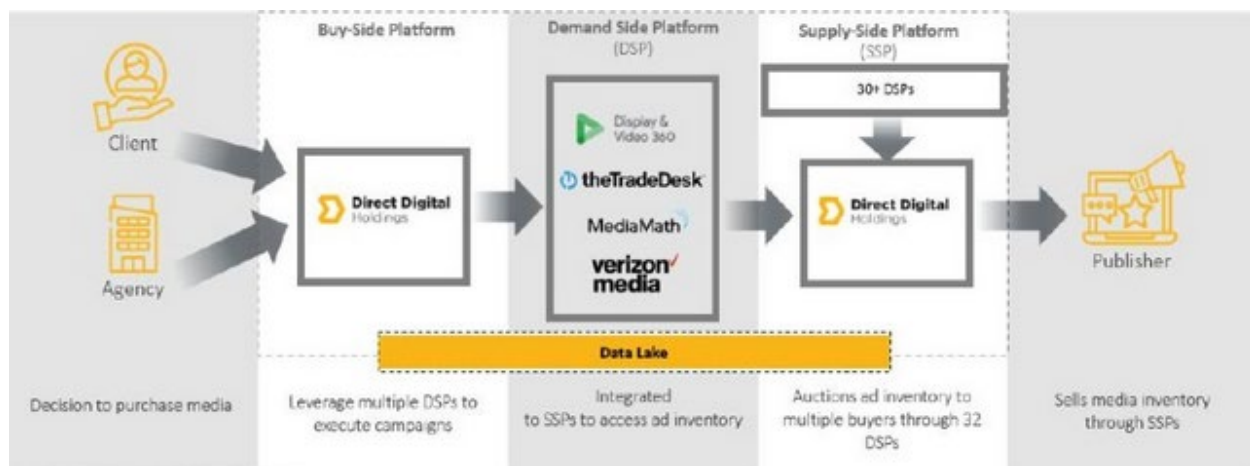 Buy-Side Platform
Demand Side Platform
(DSP)
Supply-Side Platform
(SSP)
30+ DSPs
Client
Agency
Direct Digital
Holdings
Display &
Video 360
theTradeDesk
MediaMath
verizon
media
Direct Digital
Holdings
Publisher
Data Lake
Decision to purchase media
Leverage multiple DSPs to
execute campaigns
Integrated
to SSPs to access ad inventory
Auctions ad inventory to
multiple buyers through 32
DSPs
Sells media inventory
through SSPs